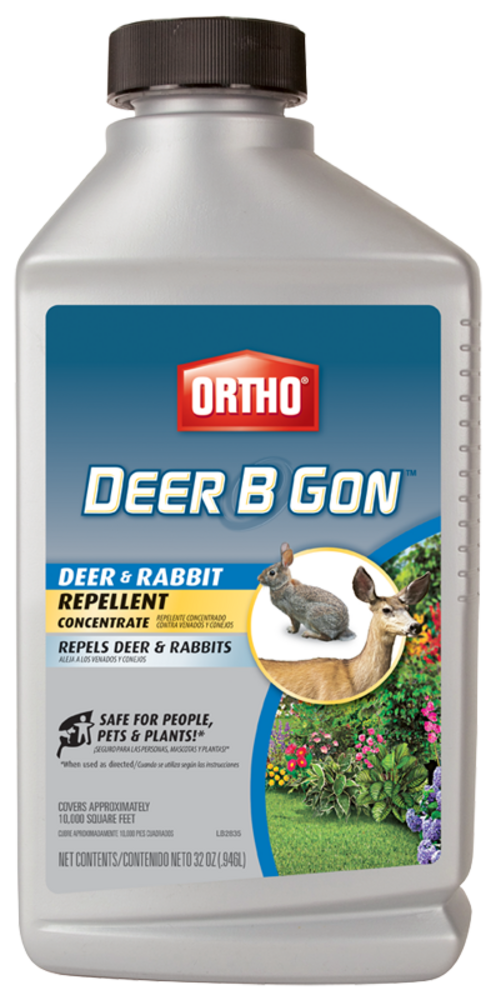 ORTHO®
DEER B GON™
DEER & RABBIT
REPELLENT
CONCENTRATE REPELENTE CONCENTRADO
CONTRA VENADOS Y CONEJOS
REPELS DEER & RABBITS
ALEJA A LOS VENADOS Y CONEJOS
SAFE FOR PEOPLE,
PETS & PLANTS!*
¡SEGURO PARA LAS PERSONAS, MASCOTAS Y PLANTAS!*
*When used as directed/Cuando se utilice según las instrucciones
COVERS APPROXIMATELY
10,000 SQUARE FEET
CUBRE APROXIMADAMENTE 10,000 PIES CUADRADOS
NET CONTENTS/CONTENIDO NETO 32 OZ (.946L)